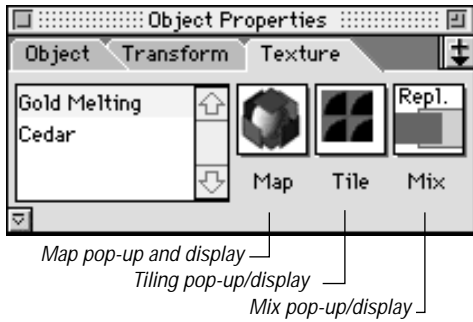 Object Properties
Object Transform Texture
Gold Melting
Cedar
Repl.
Map Tile Mix
Map pop-up and display
Tiling pop-up/display
Mix pop-up/display